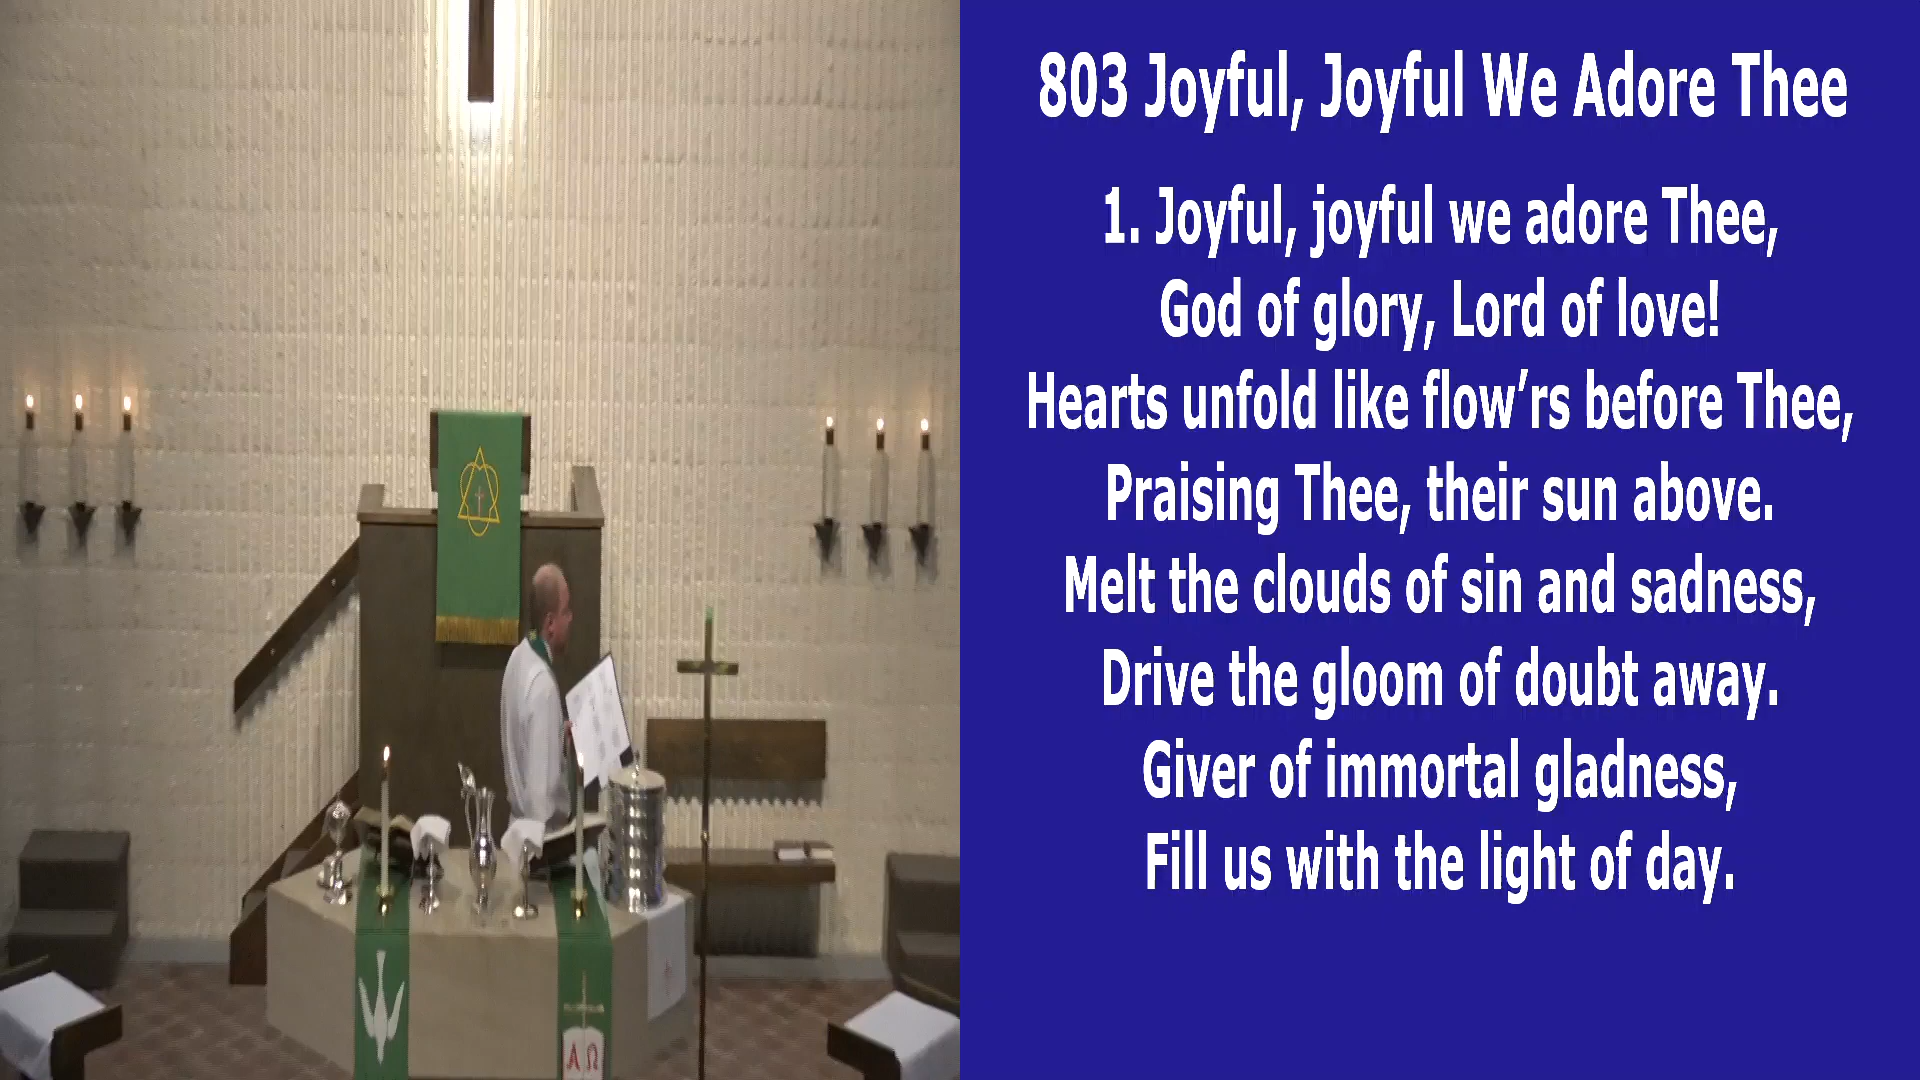 803 Joyful, Joyful We Adore Thee
1. Joyful, joyful we adore Thee,
God of glory, Lord of love!
Hearts unfold like flow’rs before Thee,
Praising Thee, their sun above.
Melt the clouds of sin and sadness,
Drive the gloom of doubt away.
Giver of immortal gladness,
Fill us with the light of day.
Α Ω